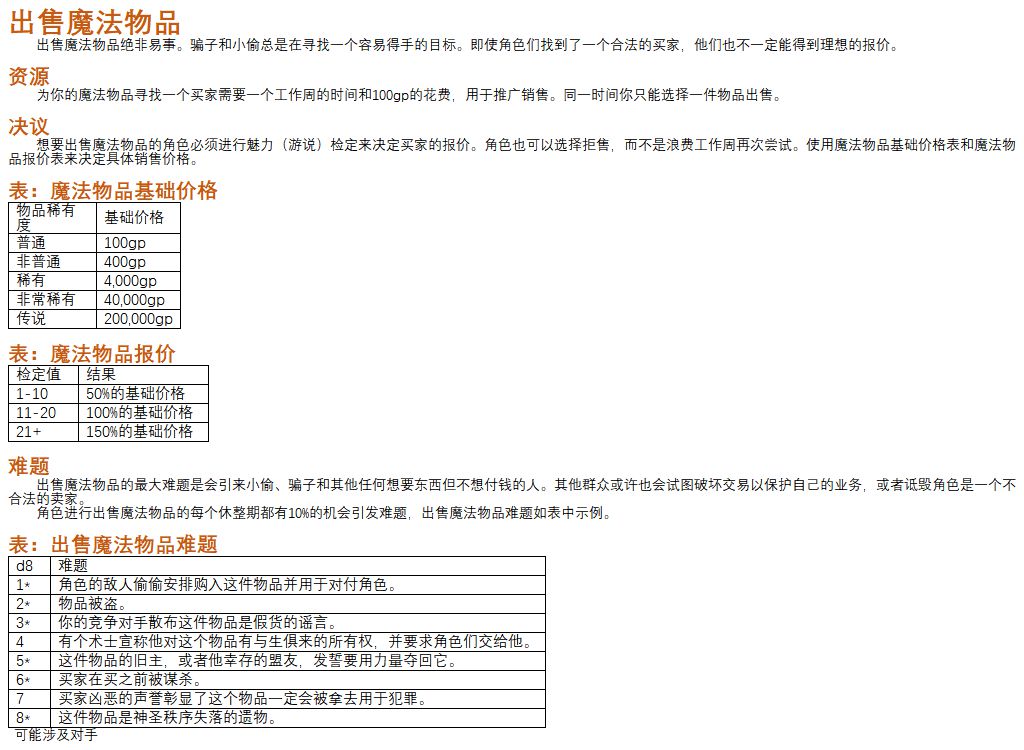 出售魔法物品
出售魔法物品绝非易事。骗子和小偷总是在寻找一个容易得手的目标。即使角色们找到了一个合法的买家，他们也不一定能得到理想的报价。
资源
为你的魔法物品寻找一个买家需要一个工作周的时间和100gp的花费，用于推广销售。同一时间你只能选择一件物品出售。
决议
想要出售魔法物品的角色必须进行魅力（游说）检定来决定买家的报价。角色也可以选择拒售，而不是浪费工作周再次尝试。使用魔法物品基础价格表和魔法物
品报价表来决定具体销售价格。
表：魔法物品基础价格
物品稀有
度
基础价格
普通 100gp
非普通 400gp
稀有 4,000gp
非常稀有 40,000gp
传说 200,000gp
表：魔法物品报价
检定值 结果
1-10 50%的基础价格
11-20 100%的基础价格
21+ 150%的基础价格
难题
出售魔法物品的最大难题是会引来小偷、骗子和其他任何想要东西但不想付钱的人。其他群众或许也会试图破坏交易以保护自己的业务，或者诋毁角色是一个不
合法的卖家。
角色进行出售魔法物品的每个休整期都有10%的机会引发难题，出售魔法物品难题如表中示例。
表：出售魔法物品难题
d8 难题
1* 角色的敌人偷偷安排购入这件物品并用于对付角色。
2* 物品被盗。
3* 你的竞争对手散布这件物品是假货的谣言。
4 有个术士宣称他对这个物品有与生俱来的所有权，并要求角色们交给他。
5* 这件物品的旧主，或者他幸存的盟友，发誓要用力量夺回它。
6* 买家在买之前被谋杀。
7 买家凶恶的声誉彰显了这个物品一定会被拿去用于犯罪。
8* 这件物品是神圣秩序失落的遗物。
可能涉及对手